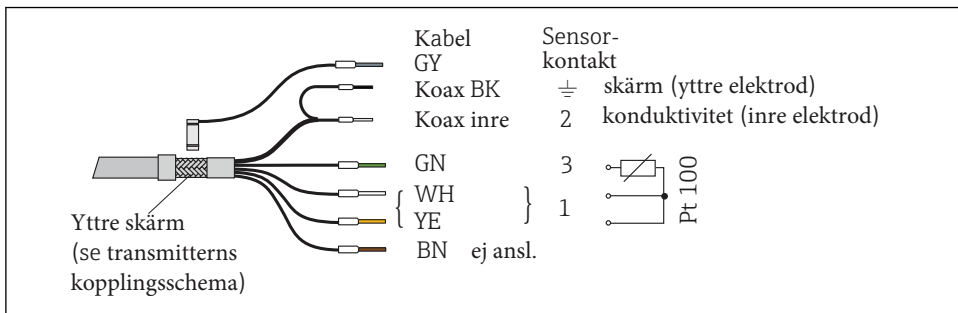 Kabel Sensor-
kontakt
GY
Koax BK ⏚ skärm (yttre elektrod)
Koax inre 2 konduktivitet (inre elektrod)
GN 3
WH
1
YE
BN ej ansl.
Pt 100
Yttre skärm
(se transmitterns
kopplingsschema)